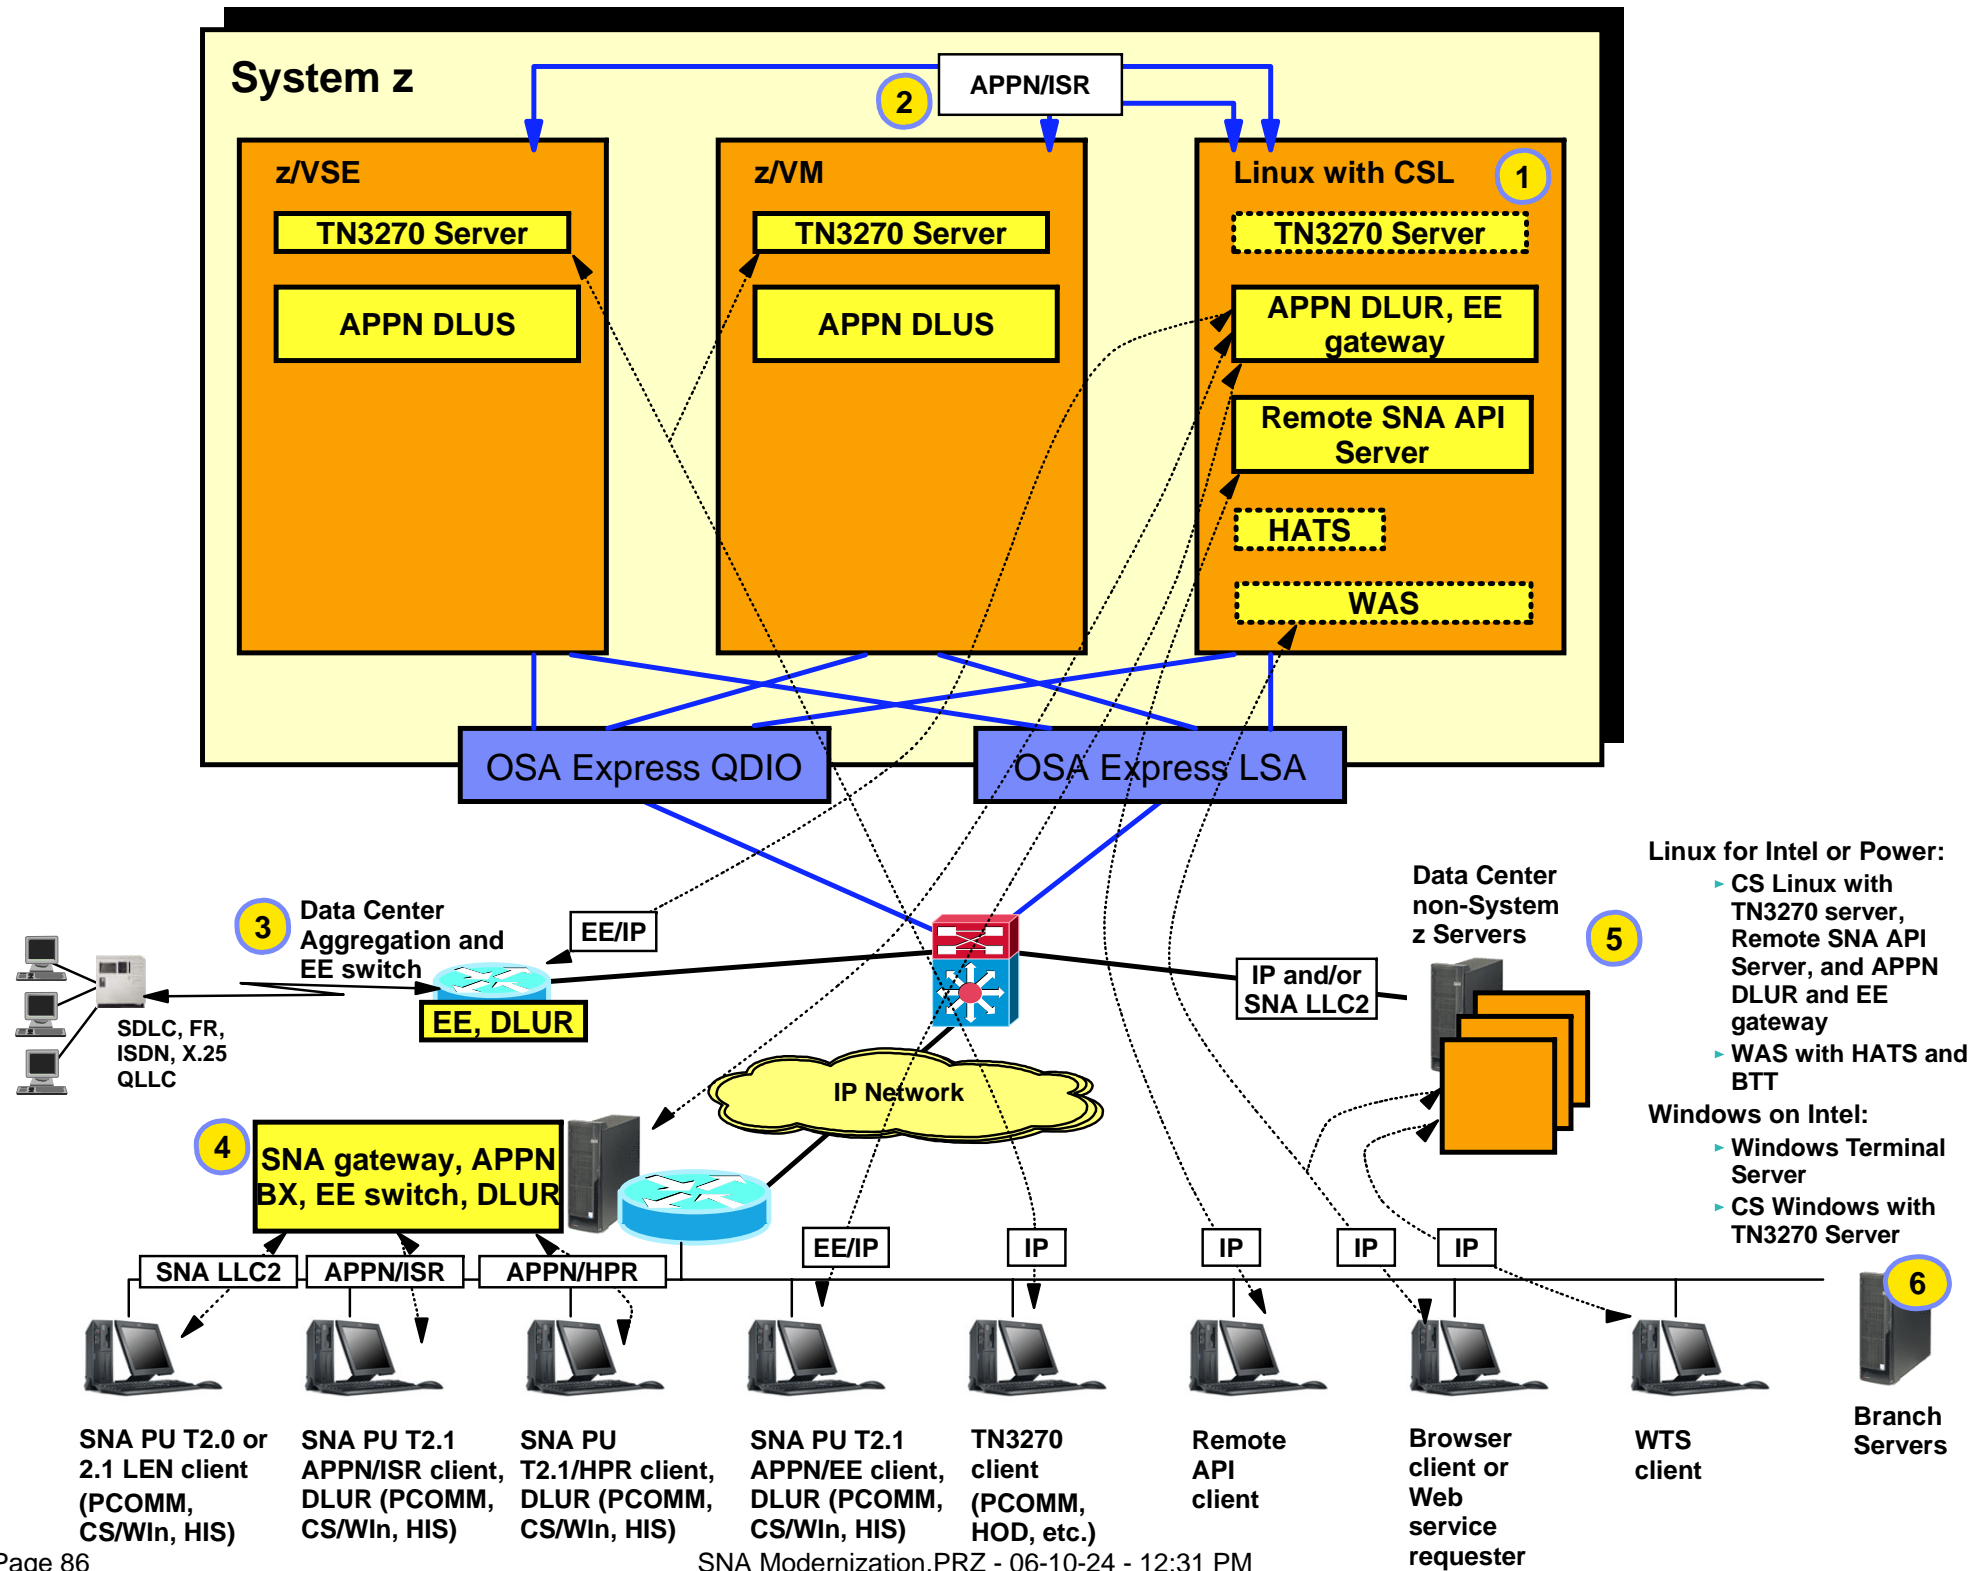 System z
APPN/ISR
2
z/VSE
TN3270 Server
APPN DLUS
z/VM
TN3270 Server
APPN DLUS
Linux with CSL
1
TN3270 Server
APPN DLUR, EE
gateway
Remote SNA API
Server
HATS
WAS
OSA Express QDIO
OSA Express LSA
3
Data Center
Aggregation and
EE switch
EE/IP
EE, DLUR
SDLC, FR,
ISDN, X.25
QLLC
IP and/or
SNA LLC2
Data Center
non-System
z Servers
5
Linux for Intel or Power:
► CS Linux with
TN3270 server,
Remote SNA API
Server, and APPN
DLUR and EE
gateway
► WAS with HATS and
BTT
Windows on Intel:
► Windows Terminal
Server
► CS Windows with
TN3270 Server
IP Network
4
SNA gateway, APPN
BX, EE switch, DLUR
SNA LLC2
APPN/ISR
APPN/HPR
EE/IP
IP
IP
IP
IP
6
Branch
Servers
SNA PU T2.0 or
2.1 LEN client
(PCOMM,
CS/WIn, HIS)
SNA PU T2.1
APPN/ISR client,
DLUR (PCOMM,
CS/WIn, HIS)
SNA PU
T2.1/HPR client,
DLUR (PCOMM,
CS/WIn, HIS)
SNA PU T2.1
APPN/EE client,
DLUR (PCOMM,
CS/WIn, HIS)
TN3270
client
(PCOMM,
HOD, etc.)
Remote
API
client
Browser
client or
Web
service
requester
WTS
client
Page 86
SNA Modernization.PRZ - 06-10-24 - 12:31 PM